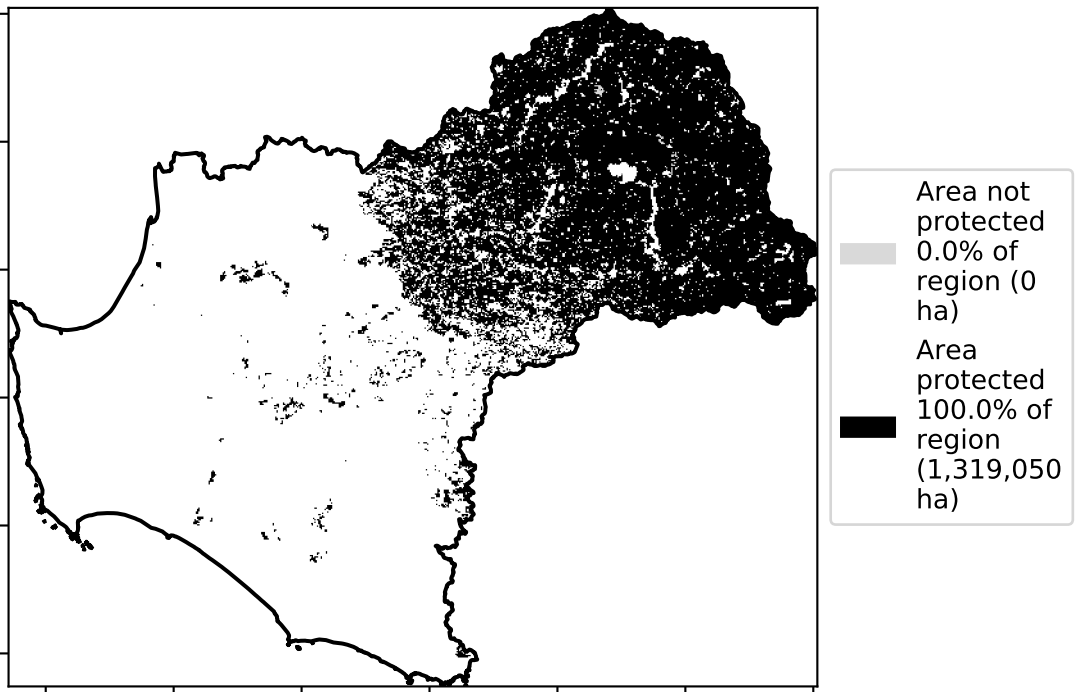 Area not
protected
0.0% of
region (0
ha)
Area
protected
100.0% of
region
(1,319,050
ha)